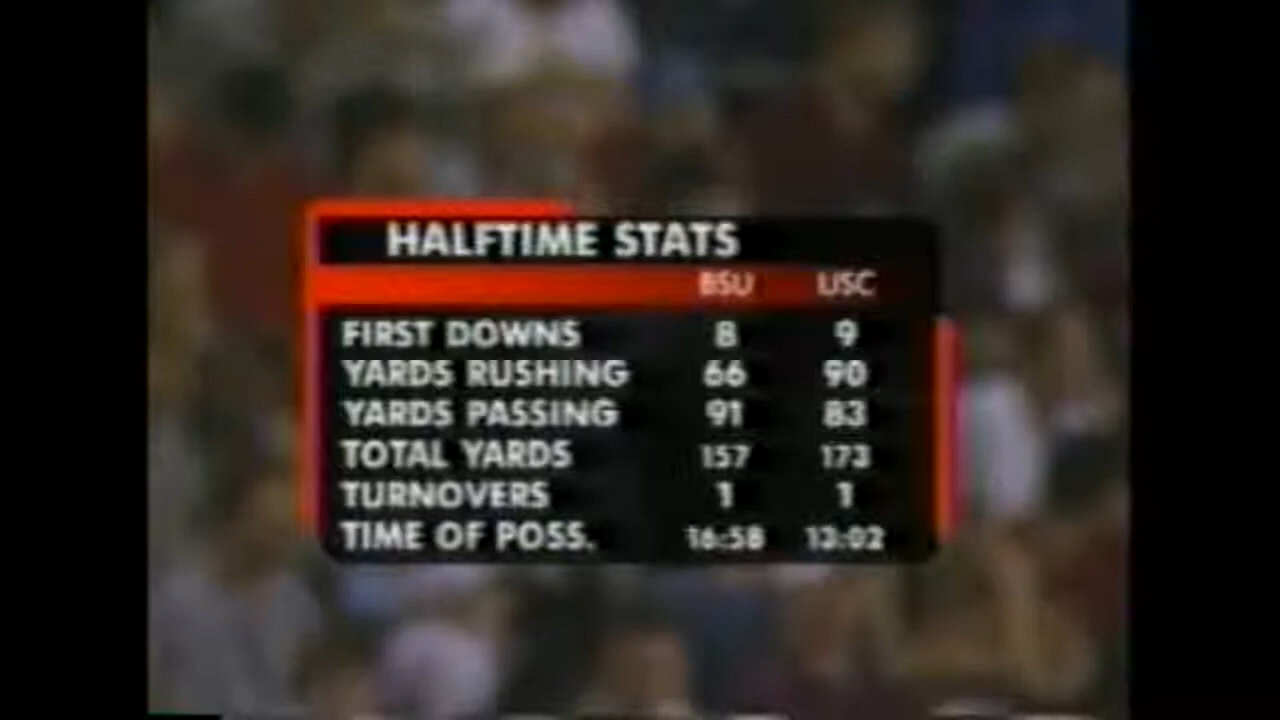 HALFTIME STATS
BSU USC
FIRST DOWNS 8 9
YARDS RUSHING 66 90
YARDS PASSING 91 83
TOTAL YARDS 157 173
TURNOVERS 1 1
TIME OF POSS. 16:58 13:02